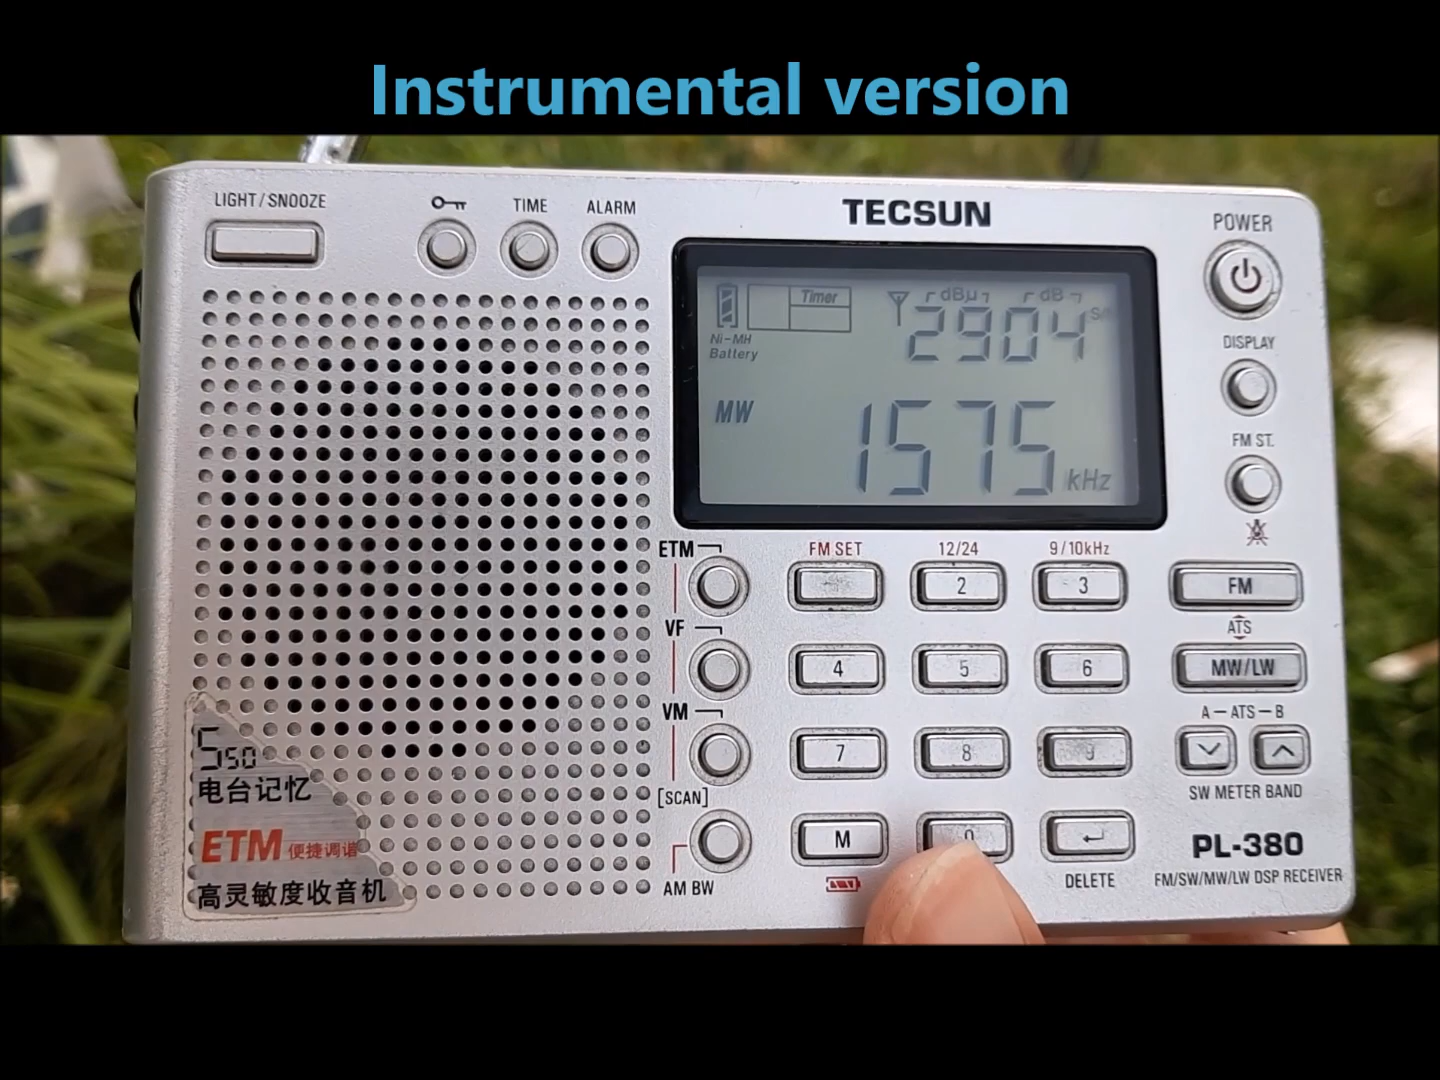 Instrumental version
LIGHT/SNOOZE
TIME
ALARM
TECSUN
POWER
Timer
dBμ
dB
2904
Ni-MH
Battery
MW
1575
kHz
DISPLAY
FM ST.
ETM
FM SET
12/24
9/10kHz
2
3
FM
ATS
VF
4
5
6
MW/LW
VM
A — ATS — B
7
8
9
SW METER BAND
[SCAN]
M
0
PL-380
AM BW
DELETE
FM/SW/MW/LW DSP RECEIVER
550
电台记忆
ETM 便捷调谐
高灵敏度收音机